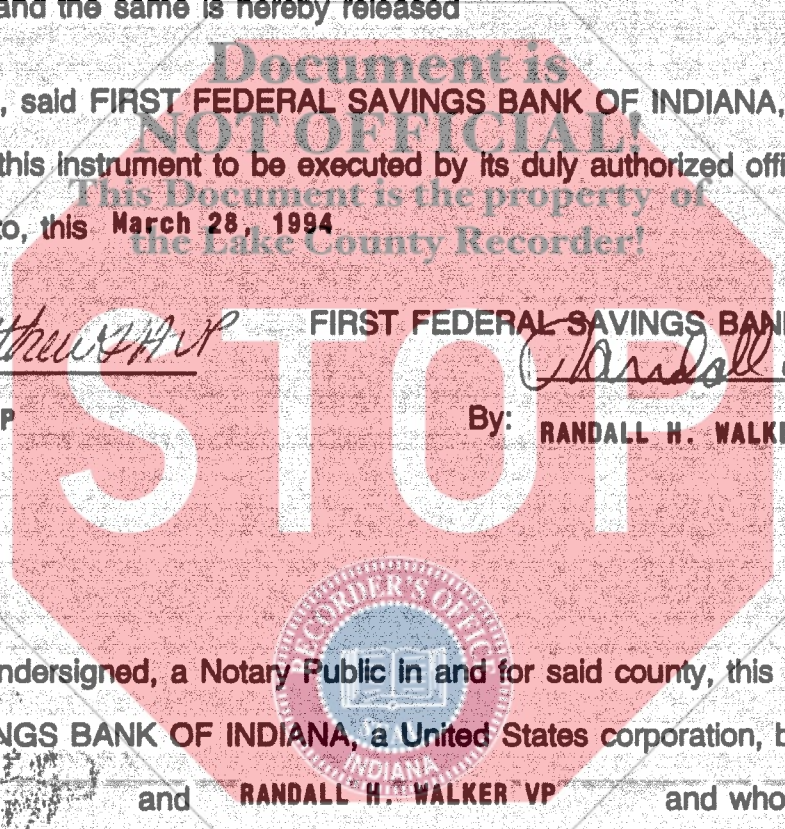 and the same is hereby released
Document is
, said FIRST FEDERAL SAVINGS BANK OF INDIANA,
NOT OFFICIAL!
this instrument to be executed by its duly authorized offi
This Document is the property of
to, this March 28, 1994
the Lake County Recorder!
FIRST FEDERAL SAVINGS BAN
Randall
P
By: RANDALL H. WALKE
STOP
RECORDER'S OFFIC
ndersigned, a Notary Public in and for said county, this
NGS BANK OF INDIANA, a United States corporation, b
INDIANA
and RANDALL H. WALKER VP and who